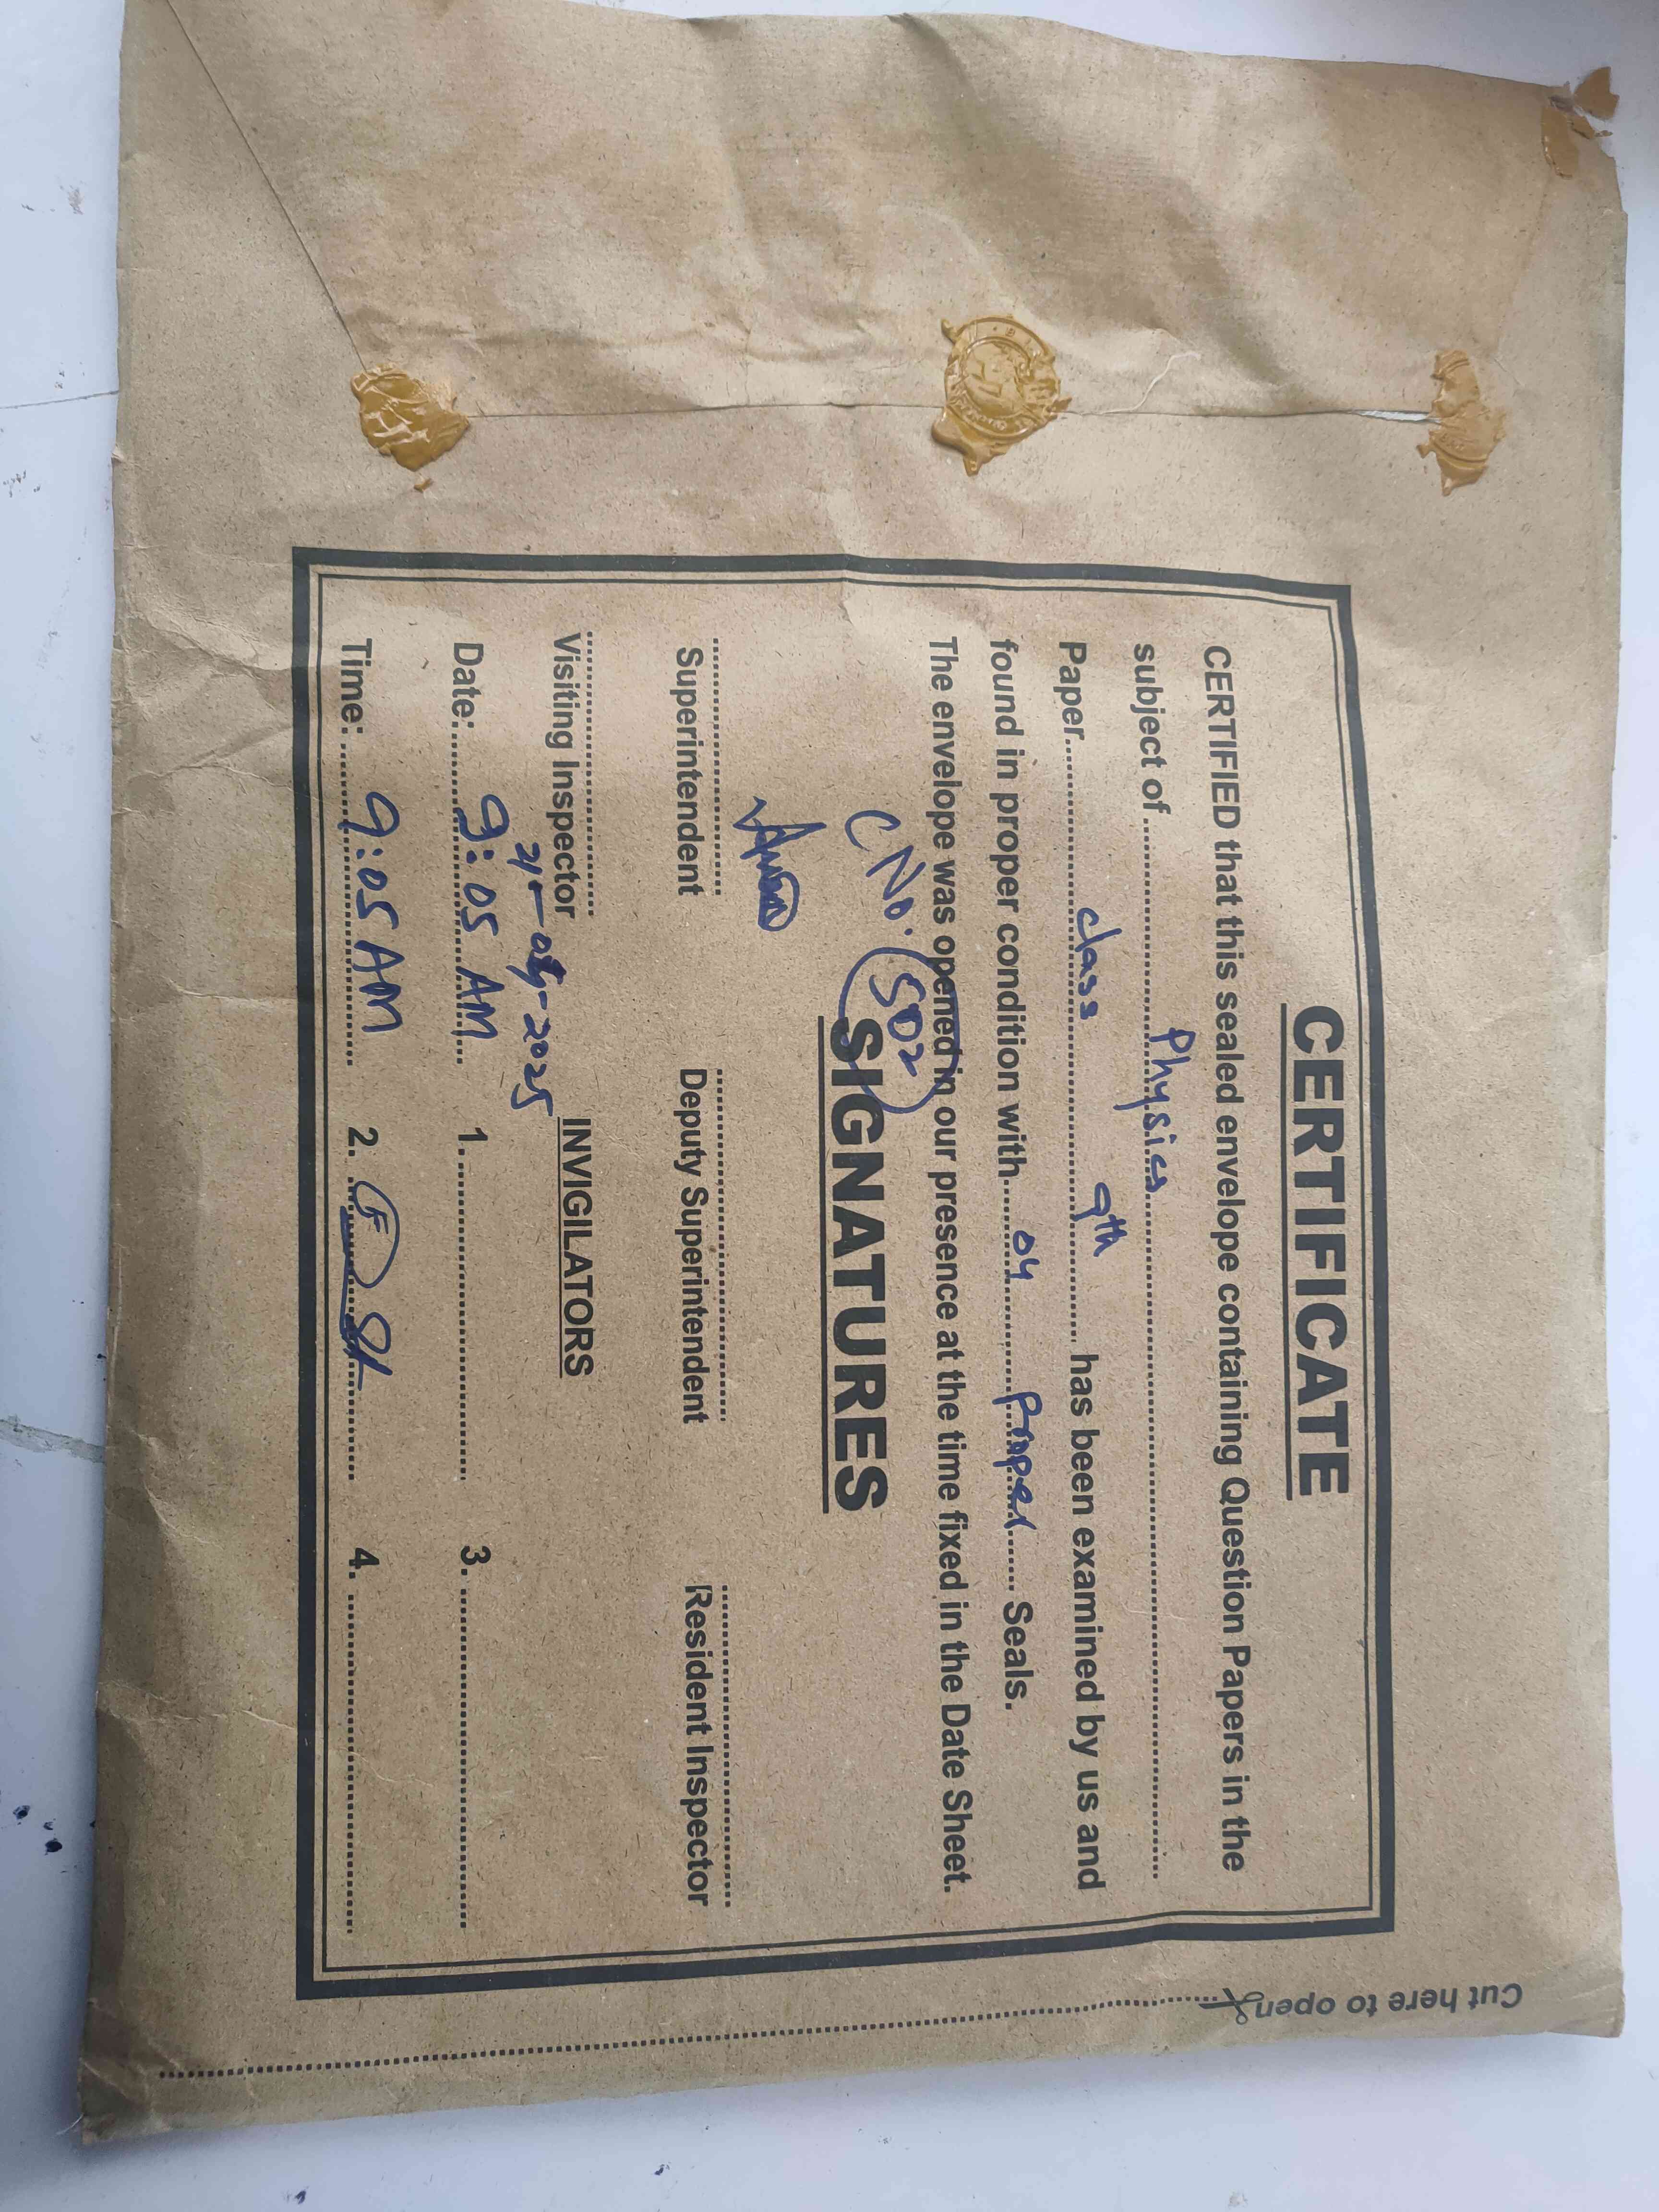 CERTIFICATE
CERTIFIED that this sealed envelope containing Question Papers in the
subject of Physics
Paper class 9th has been examined by us and
found in proper condition with 04 Proper Seals.
The envelope was opened in our presence at the time fixed in the Date Sheet.
C No. 502
SIGNATURES
Superintendent Deputy Superintendent Resident Inspector
Visiting Inspector INVIGILATORS
Date: 9:05 AM 1. 3.
Time: 9:05 AM 2. 4.
Cut here to open